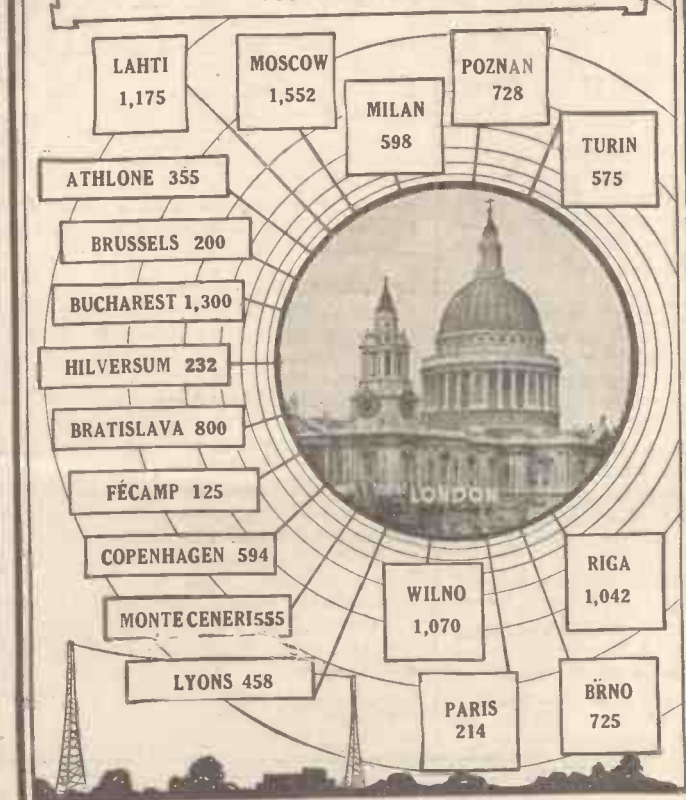 LAHTI
1,175
MOSCOW
1,552
MILAN
598
POZNAN
728
TURIN
575
ATHLONE 355
BRUSSELS 200
BUCHAREST 1,300
HILVERSUM 232
BRATISLAVA 800
FÉCAMP 125
COPENHAGEN 594
MONTE CENERI 555
LYONS 458
LONDON
WILNO
1,070
RIGA
1,042
PARIS
214
BRNO
725